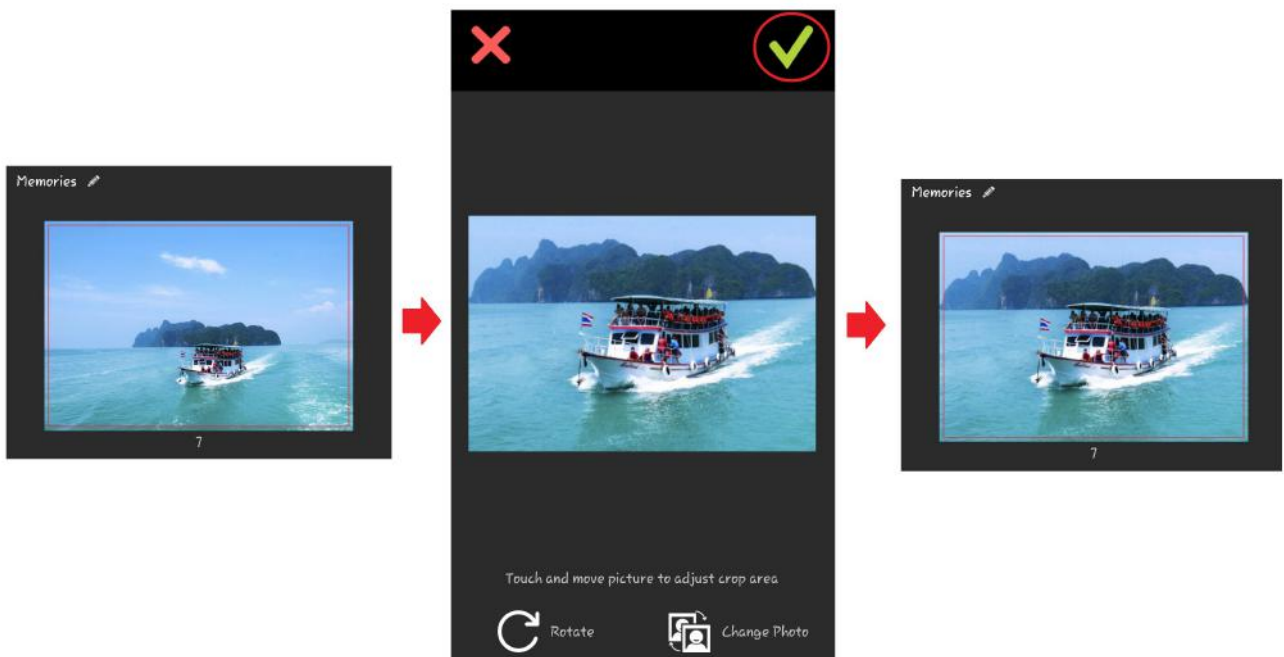 Memories
7
Touch and move picture to adjust crop area
Rotate
Change Photo
Memories
7